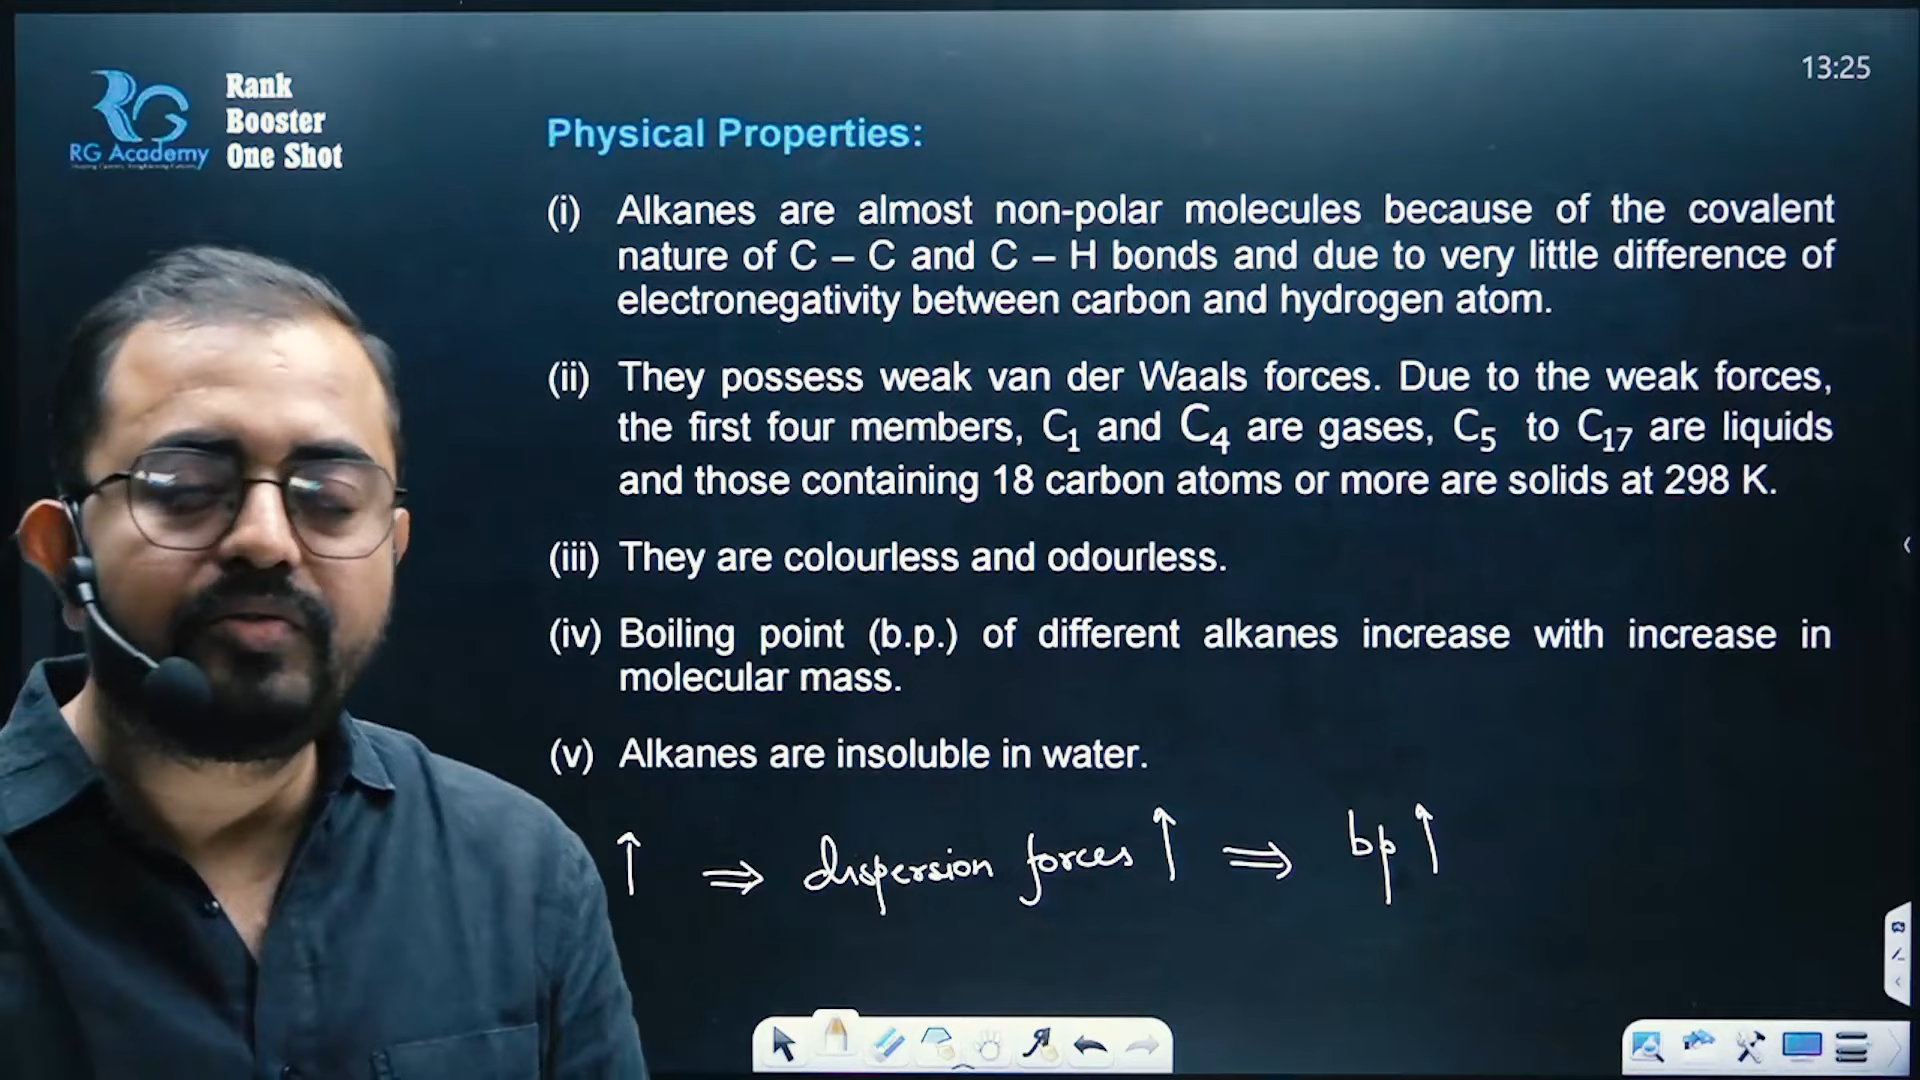 RG Academy
Rank
Booster
One Shot
13:25
Physical Properties:
(i) Alkanes are almost non-polar molecules because of the covalent
nature of C – C and C – H bonds and due to very little difference of
electronegativity between carbon and hydrogen atom.
(ii) They possess weak van der Waals forces. Due to the weak forces,
the first four members, C₁ and C₄ are gases, C₅ to C₁₇ are liquids
and those containing 18 carbon atoms or more are solids at 298 K.
(iii) They are colourless and odourless.
(iv) Boiling point (b.p.) of different alkanes increase with increase in
molecular mass.
(v) Alkanes are insoluble in water.
↑ ⇒ dispersion forces ↑ ⇒ bp ↑